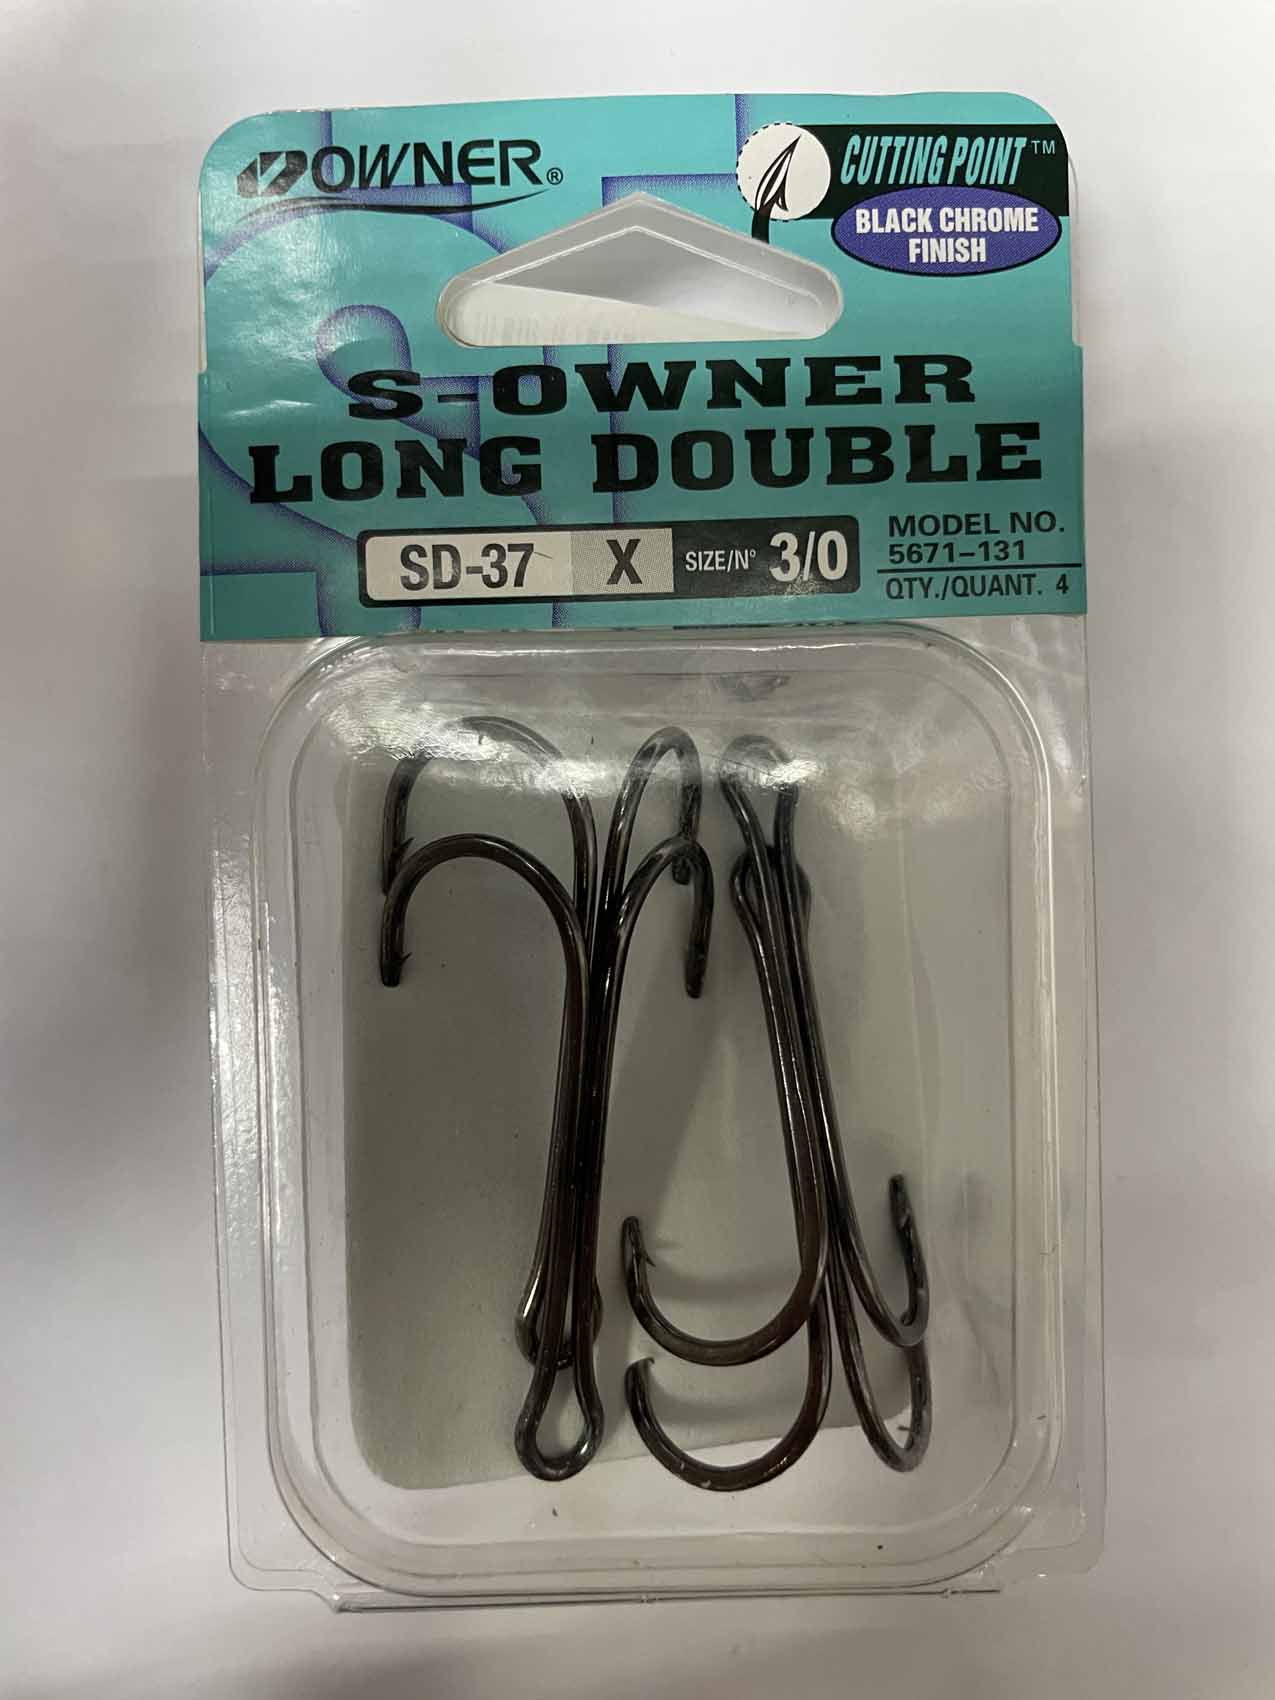 OWNER®
CUTTING POINT™
BLACK CHROME
FINISH
S-OWNER
LONG DOUBLE
SD-37 X SIZE/Nº 3/0
MODEL NO.
5671-131
QTY./QUANT. 4